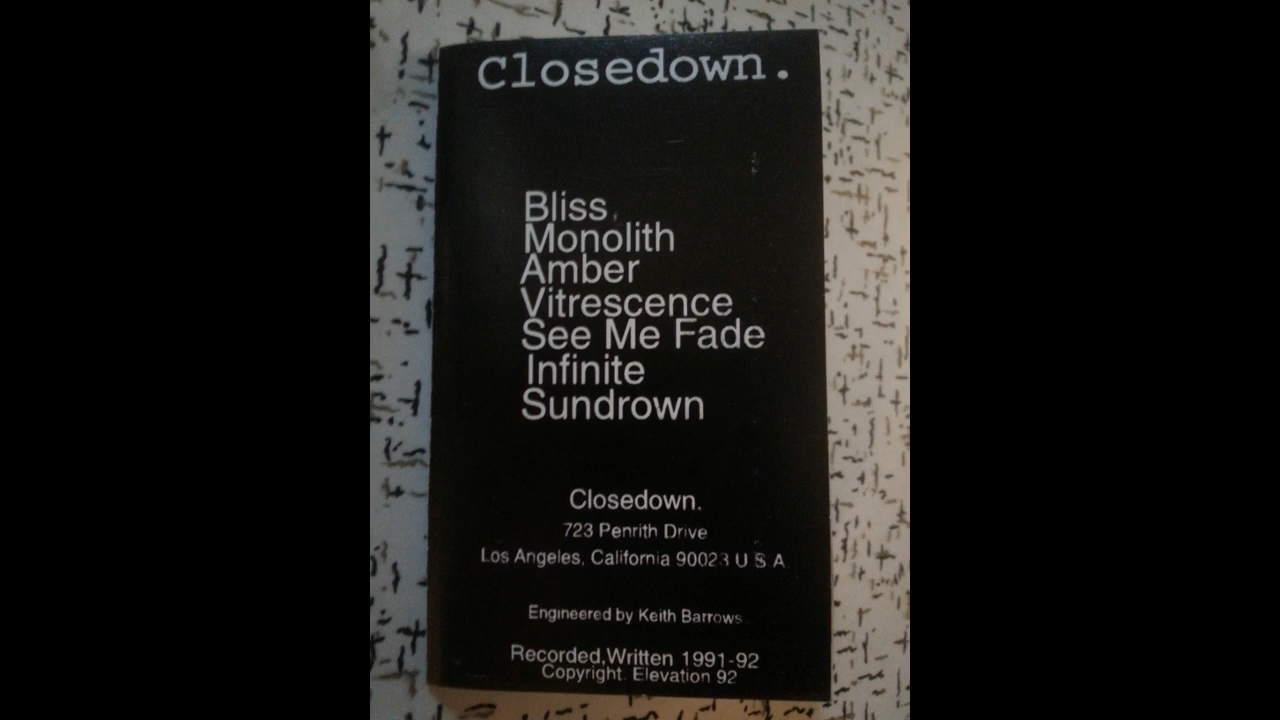 Closedown.
Bliss
Monolith
Amber
Vitrescence
See Me Fade
Infinite
Sundrown
Closedown.
723 Penrith Drive
Los Angeles, California 90023 U S A
Engineered by Keith Barrows
Recorded,Written 1991-92
Copyright. Elevation 92